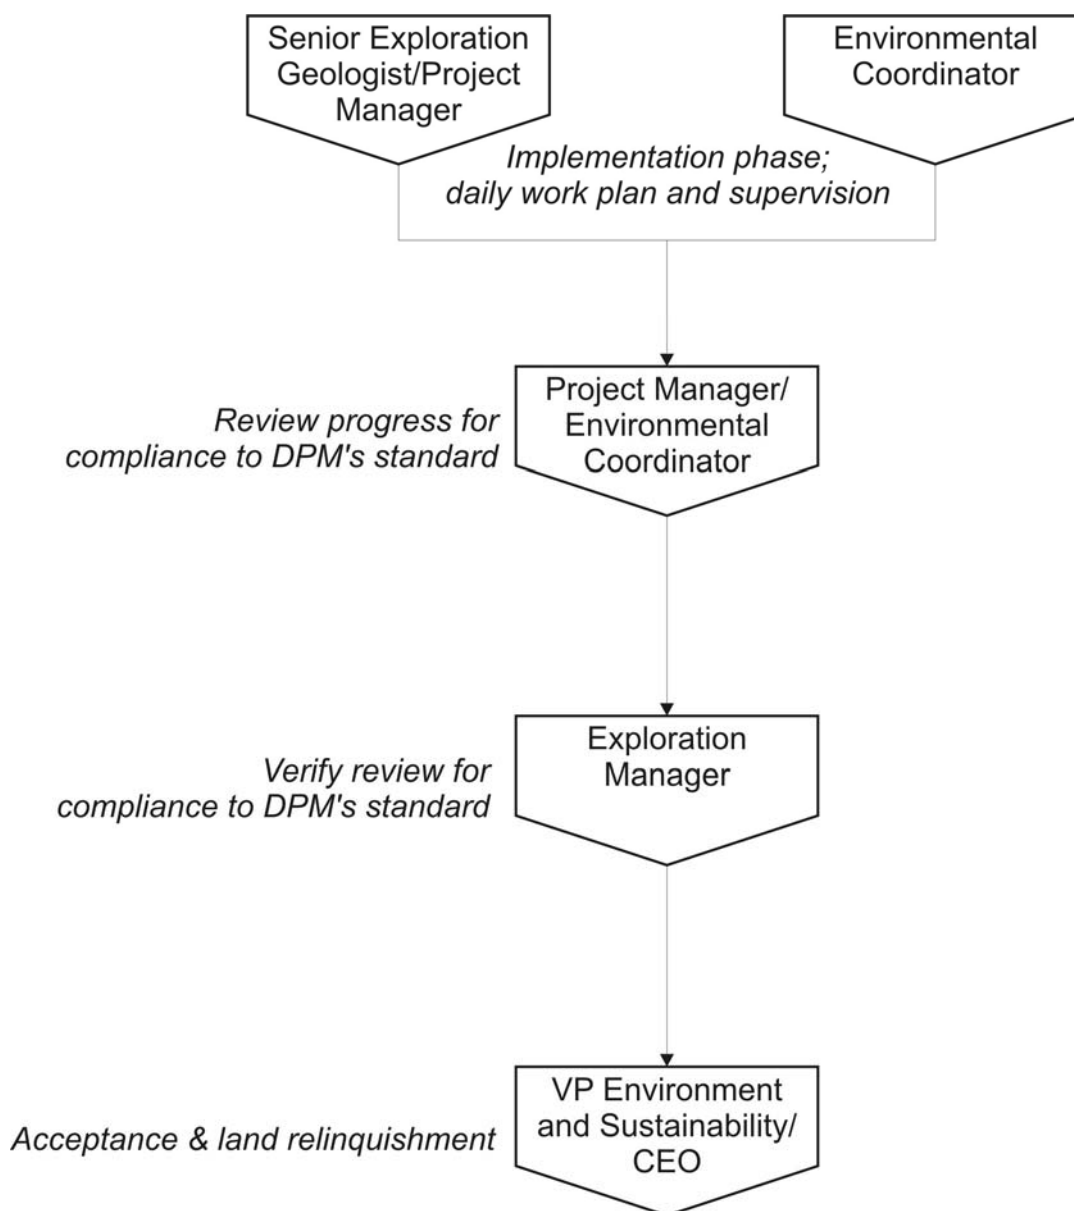 Senior Exploration
Geologist/Project
Manager
Environmental
Coordinator
Implementation phase;
daily work plan and supervision
Project Manager/
Environmental
Coordinator
Review progress for
compliance to DPM's standard
Exploration
Manager
Verify review for
compliance to DPM's standard
VP Environment
and Sustainability/
CEO
Acceptance & land relinquishment